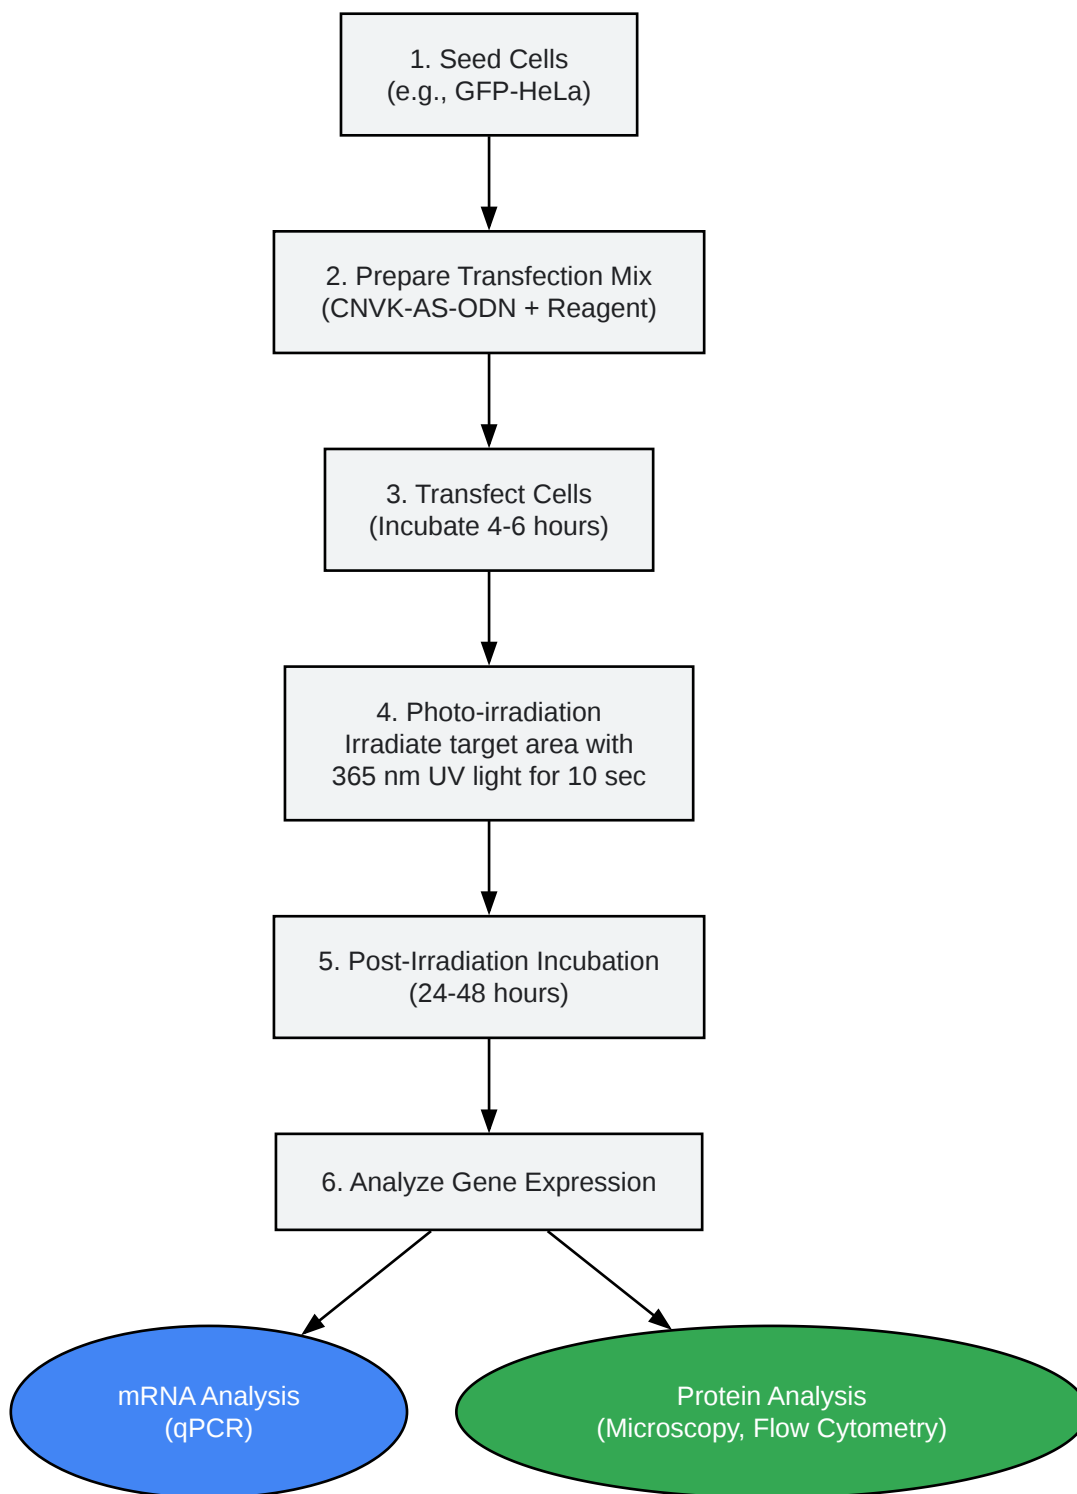 1. Seed Cells
(e.g., GFP-HeLa)
2. Prepare Transfection Mix
(CNVK-AS-ODN + Reagent)
3. Transfect Cells
(Incubate 4-6 hours)
4. Photo-irradiation
Irradiate target area with
365 nm UV light for 10 sec
5. Post-Irradiation Incubation
(24-48 hours)
6. Analyze Gene Expression
mRNA Analysis
(qPCR)
Protein Analysis
(Microscopy, Flow Cytometry)